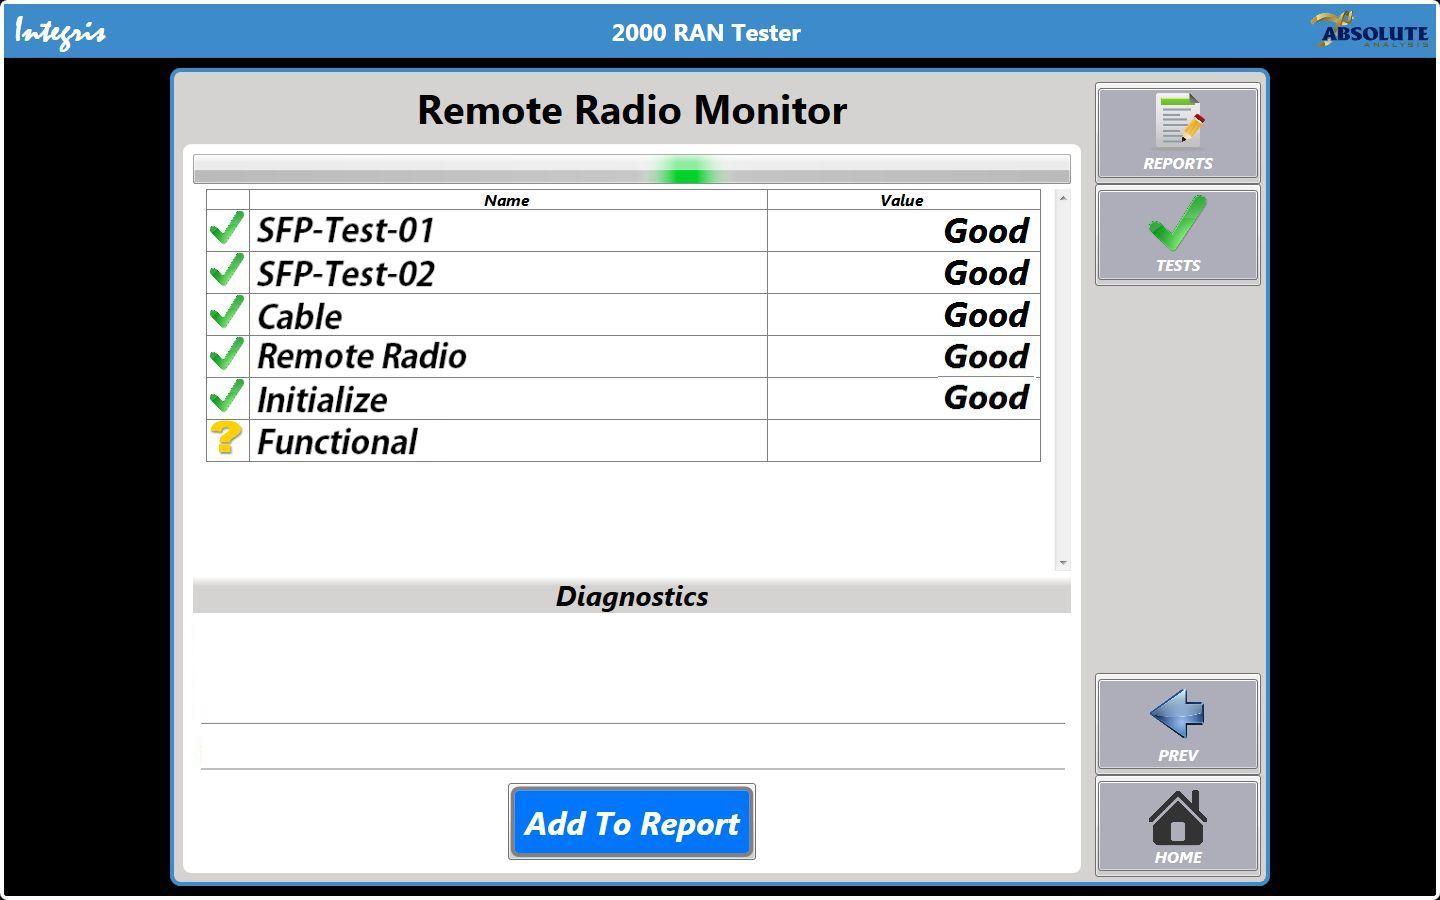 Integris
2000 RAN Tester
ABSOLUTE
ANALYSIS
Remote Radio Monitor
REPORTS
Name Value
SFP-Test-01 Good
SFP-Test-02 Good
TESTS
Cable Good
Remote Radio Good
Initialize Good
? Functional
Diagnostics
PREV
Add To Report
HOME